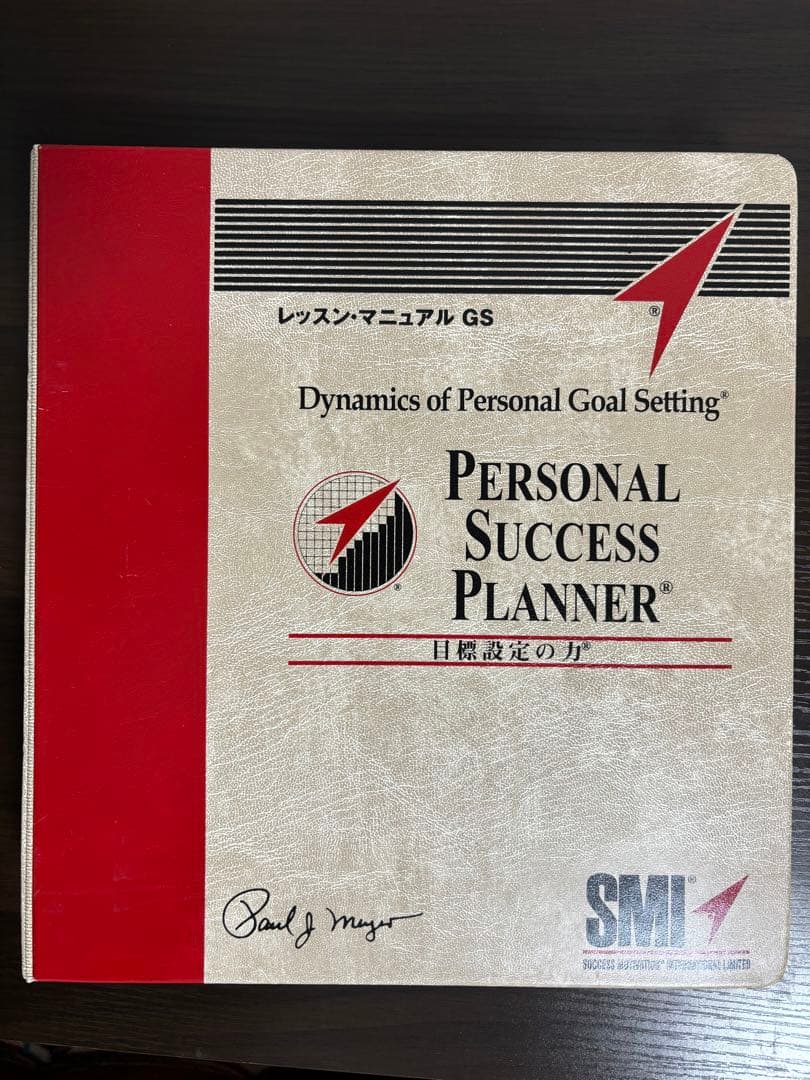 レッスン・マニュアル GS
®
Dynamics of Personal Goal Setting®
PERSONAL
SUCCESS
PLANNER®
®
目標設定の力®
Paul J Meyer
SMI®
SUCCESS MOTIVATION® INTERNATIONAL LIMITED